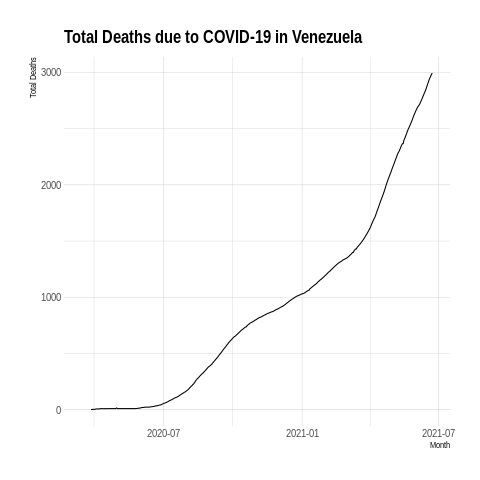 Total Deaths due to COVID-19 in Venezuela
Total Deaths
3000
2000
1000
0
2020-07
2021-01
2021-07
Month